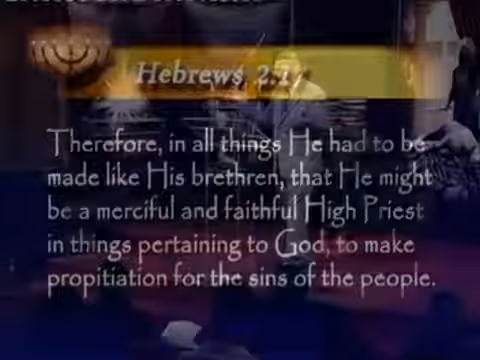 Hebrews 2:17
Therefore, in all things He had to be
made like His brethren, that He might
be a merciful and faithful High Priest
in things pertaining to God, to make
propitiation for the sins of the people.